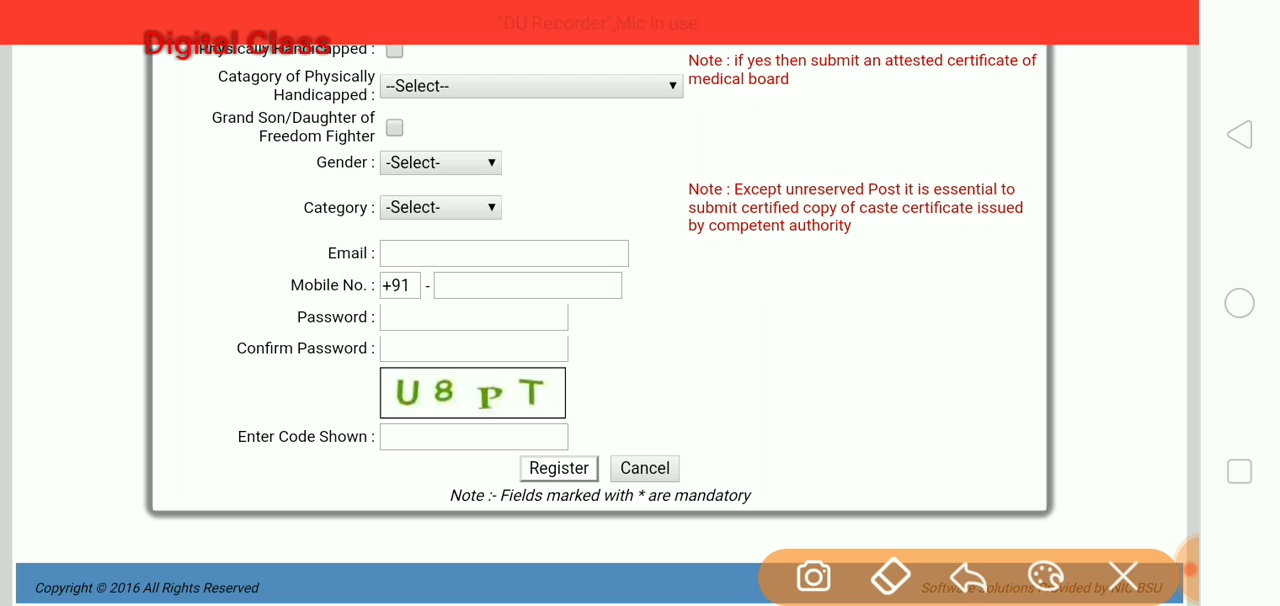 "DU Recorder",Mic in use
Digital Class
Physically Handicapped :
Note : if yes then submit an attested certificate of
medical board
Catagory of Physically
Handicapped :
--Select--
Grand Son/Daughter of
Freedom Fighter
Gender :
-Select-
Note : Except unreserved Post it is essential to
submit certified copy of caste certificate issued
by competent authority
Category :
-Select-
Email :
Mobile No. :
+91 -
Password :
Confirm Password :
U 8 P T
Enter Code Shown :
Register
Cancel
Note :- Fields marked with * are mandatory
Copyright © 2016 All Rights Reserved
Software Solutions Provided by NIC BSU